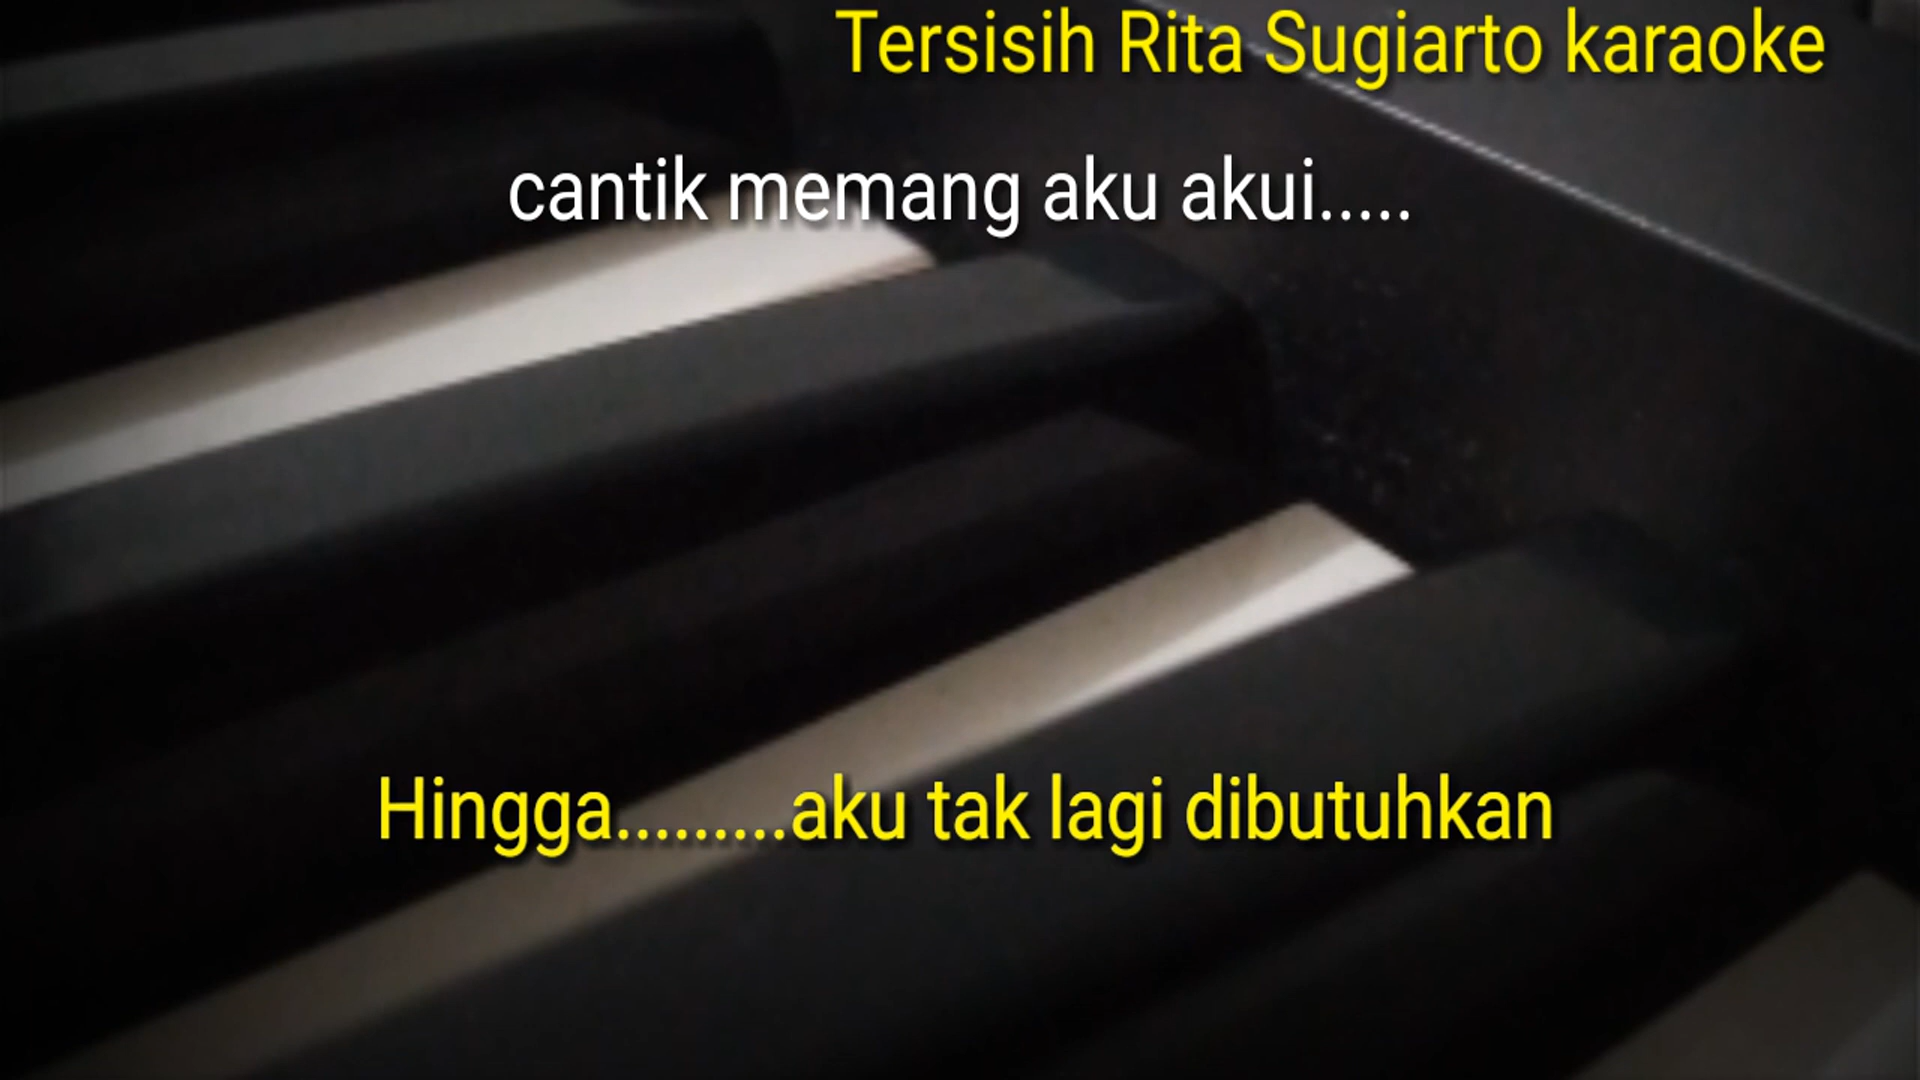 Tersisih Rita Sugiarto karaoke
cantik memang aku akui.....
Hingga.........aku tak lagi dibutuhkan